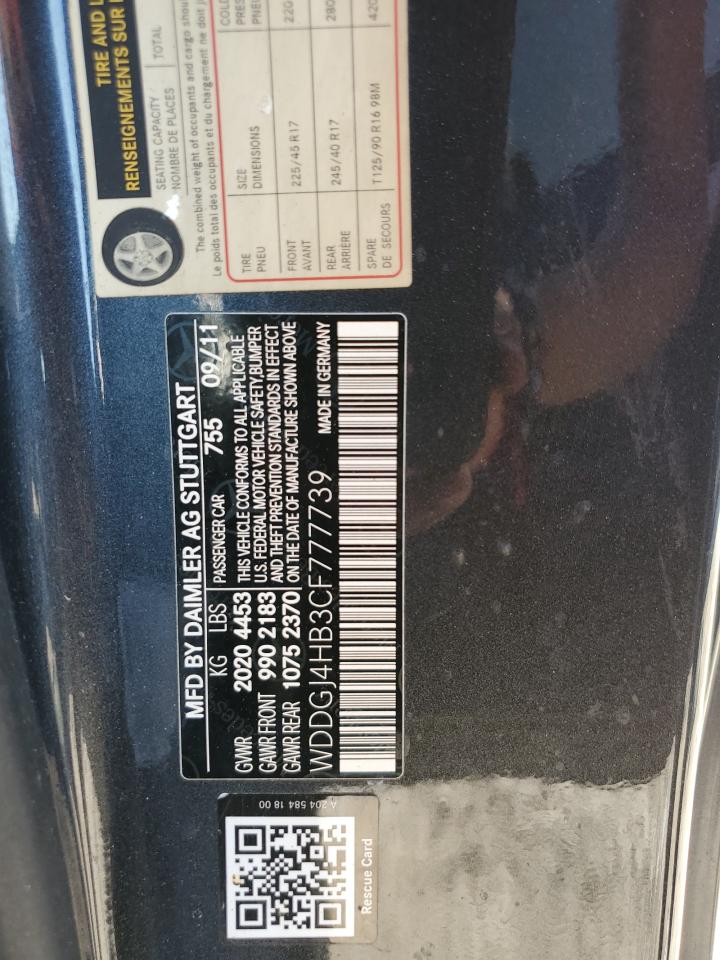 MFD BY DAIMLER AG STUTTGART
KG LBS PASSENGER CAR 755 09/11
GVWR 2020 4453 THIS VEHICLE CONFORMS TO ALL APPLICABLE
GAWR FRONT 990 2183 U.S. FEDERAL MOTOR VEHICLE SAFETY,BUMPER
GAWR REAR 1075 2370 AND THEFT PREVENTION STANDARDS IN EFFECT
ON THE DATE OF MANUFACTURE SHOWN ABOVE
WDDGJ4HB3CF777739 MADE IN GERMANY
A 204 584 18 00
Rescue Card
TIRE AND
RENSEIGNEMENTS SUR
SEATING CAPACITY TOTAL
NOMBRE DE PLACES
The combined weight of occupants and cargo
Le poids total des occupants et du chargement ne doit
TIRE SIZE
PNEU DIMENSIONS
FRONT 225/45 R17 220
AVANT
REAR 245/40 R17 280
ARRIÈRE
SPARE T125/90 R16 98M 420
DE SECOURS